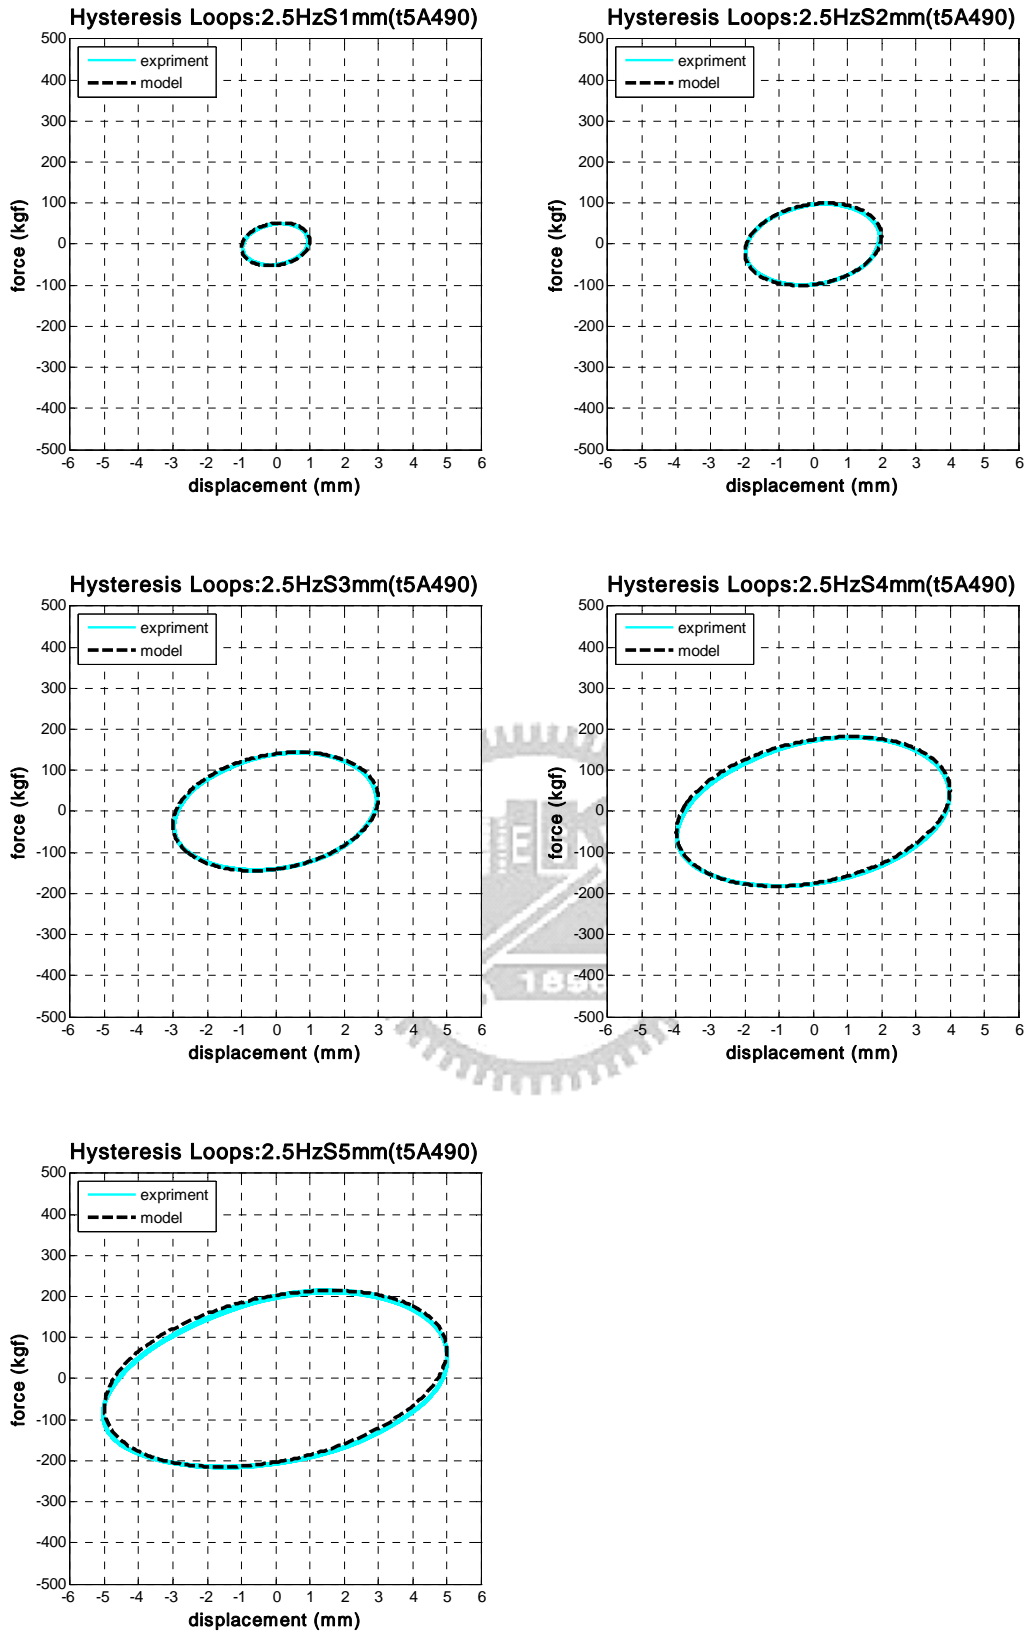 Hysteresis Loops:2.5HzS1mm(t5A490)
500
400
300
200
100
0
-100
-200
-300
-400
-500
force (kgf)
expriment
model
-6 -5 -4 -3 -2 -1 0 1 2 3 4 5 6
displacement (mm)
Hysteresis Loops:2.5HzS2mm(t5A490)
500
400
300
200
100
0
-100
-200
-300
-400
-500
force (kgf)
expriment
model
-6 -5 -4 -3 -2 -1 0 1 2 3 4 5 6
displacement (mm)
Hysteresis Loops:2.5HzS3mm(t5A490)
500
400
300
200
100
0
-100
-200
-300
-400
-500
force (kgf)
expriment
model
-6 -5 -4 -3 -2 -1 0 1 2 3 4 5 6
displacement (mm)
Hysteresis Loops:2.5HzS4mm(t5A490)
500
400
300
200
100
0
-100
-200
-300
-400
-500
force (kgf)
expriment
model
-6 -5 -4 -3 -2 -1 0 1 2 3 4 5 6
displacement (mm)
Hysteresis Loops:2.5HzS5mm(t5A490)
500
400
300
200
100
0
-100
-200
-300
-400
-500
force (kgf)
expriment
model
-6 -5 -4 -3 -2 -1 0 1 2 3 4 5 6
displacement (mm)